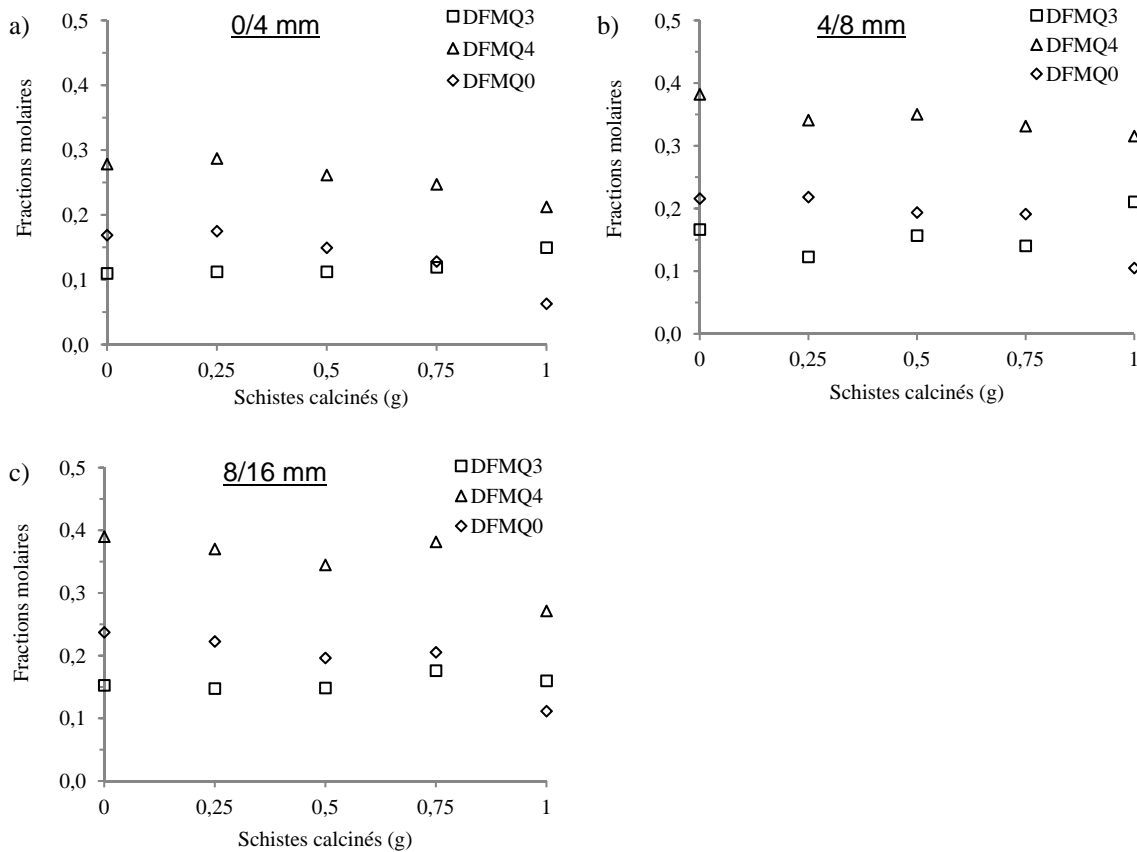 a)
0/4 mm
DFMQ3
DFMQ4
DFMQ0
Fractions molaires
0,5
0,4
0,3
0,2
0,1
0,0
0
0,25
0,5
0,75
1
Schistes calcinés (g)
b)
4/8 mm
DFMQ3
DFMQ4
DFMQ0
Fractions molaires
0,5
0,4
0,3
0,2
0,1
0,0
0
0,25
0,5
0,75
1
Schistes calcinés (g)
c)
8/16 mm
DFMQ3
DFMQ4
DFMQ0
Fractions molaires
0,5
0,4
0,3
0,2
0,1
0,0
0
0,25
0,5
0,75
1
Schistes calcinés (g)